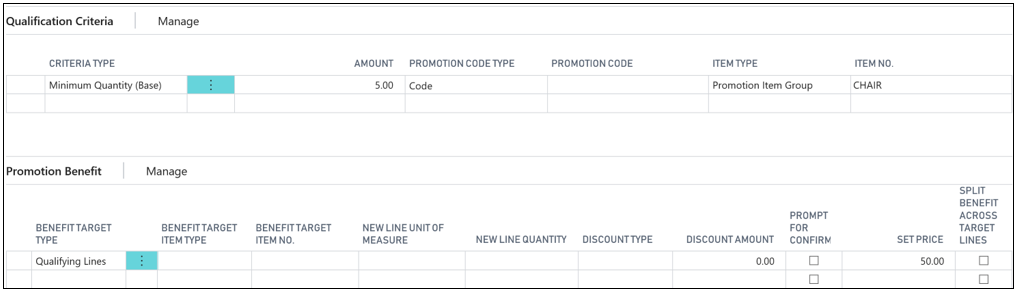 Qualification Criteria Manage
CRITERIA TYPE AMOUNT PROMOTION CODE TYPE PROMOTION CODE ITEM TYPE ITEM NO.
Minimum Quantity (Base) 5.00 Code Promotion Item Group CHAIR
Promotion Benefit Manage
BENEFIT TARGET TYPE BENEFIT TARGET ITEM TYPE BENEFIT TARGET ITEM NO. NEW LINE UNIT OF MEASURE NEW LINE QUANTITY DISCOUNT TYPE DISCOUNT AMOUNT PROMPT FOR CONFIRM SET PRICE SPLIT BENEFIT ACROSS TARGET LINES
Qualifying Lines 0.00 50.00